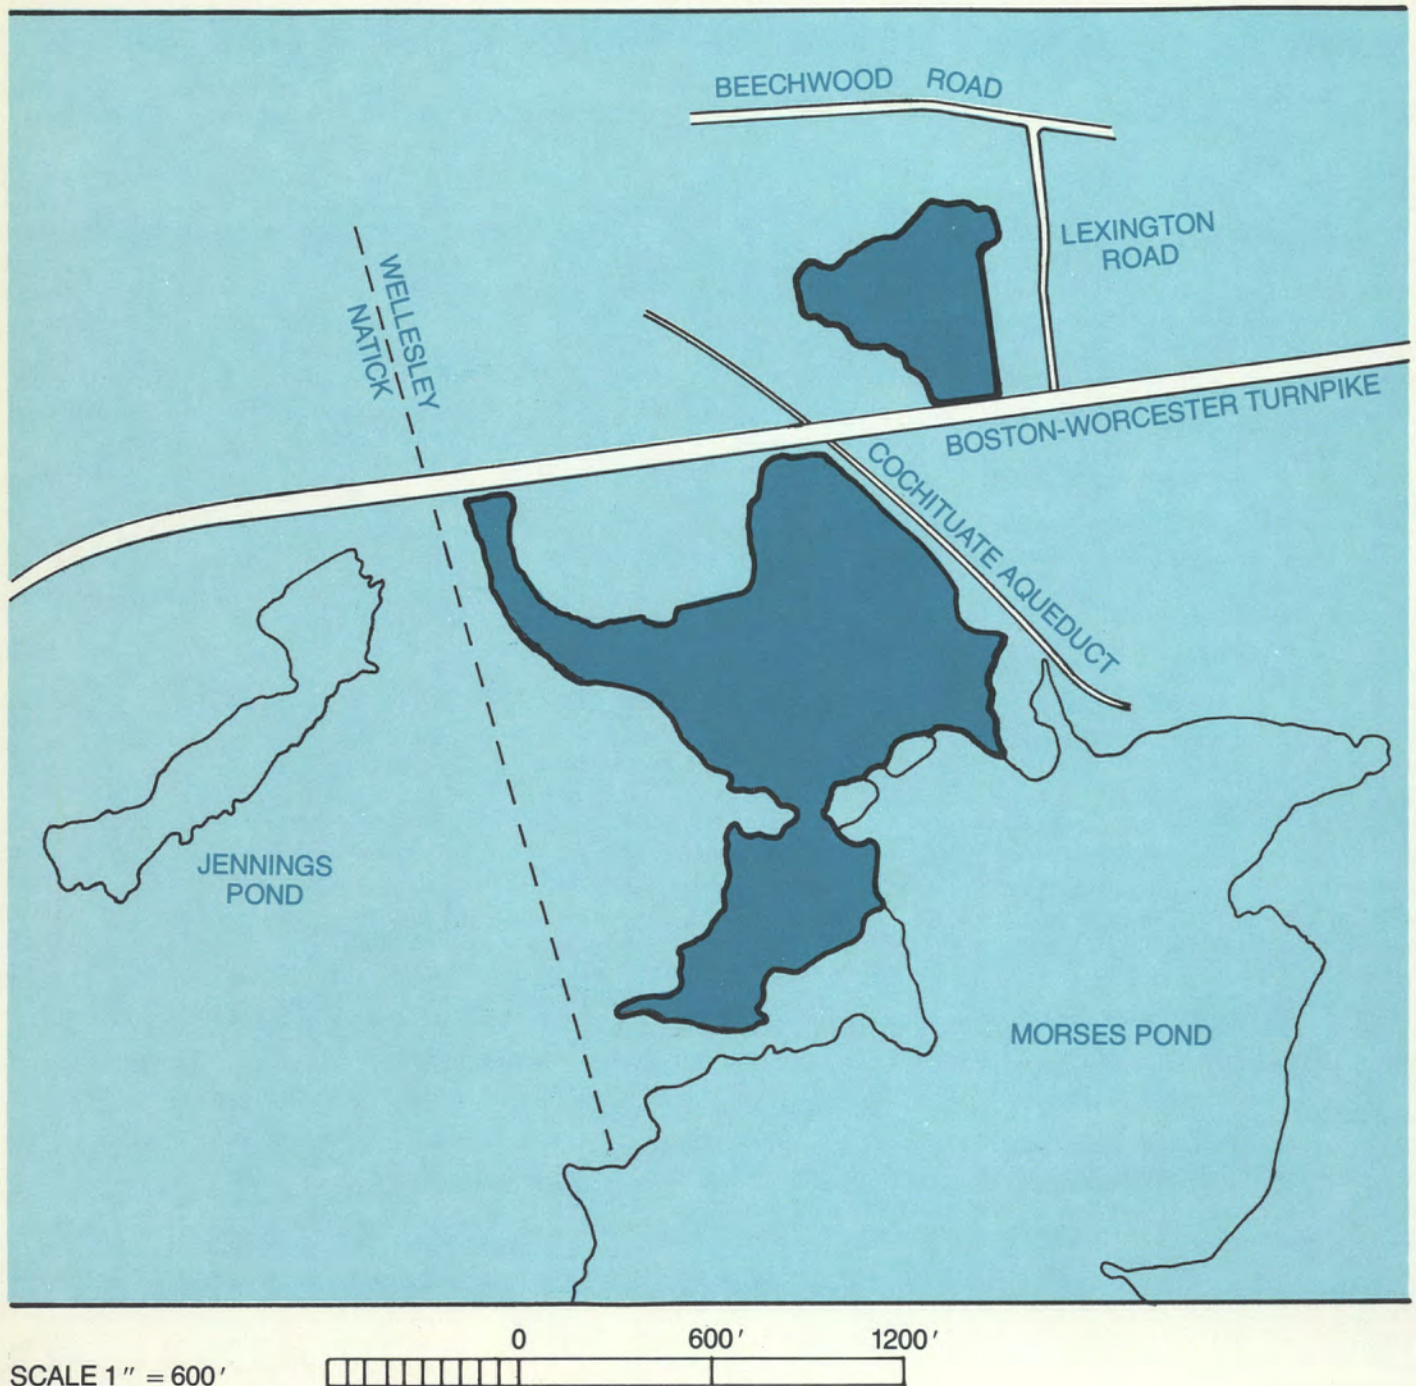 BEECHWOOD ROAD
LEXINGTON
ROAD
WELLESLEY
NATICK
BOSTON-WORCESTER TURNPIKE
COCHITUATE AQUEDUCT
JENNINGS
POND
MORSES POND
0 600' 1200'
SCALE 1" = 600'